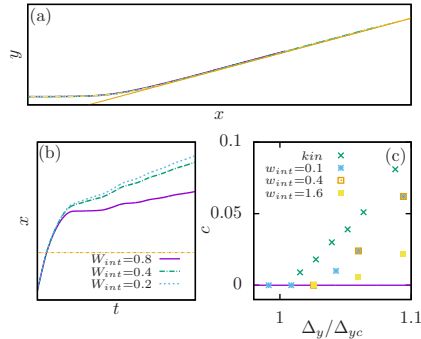 (a)
y
x
(b)
x
W_int=0.8
W_int=0.4
W_int=0.2
t
0.1
kin
(c)
w_int=0.1
w_int=0.4
w_int=1.6
0.05
c
0
1
1.1
Δ_y/Δ_yc